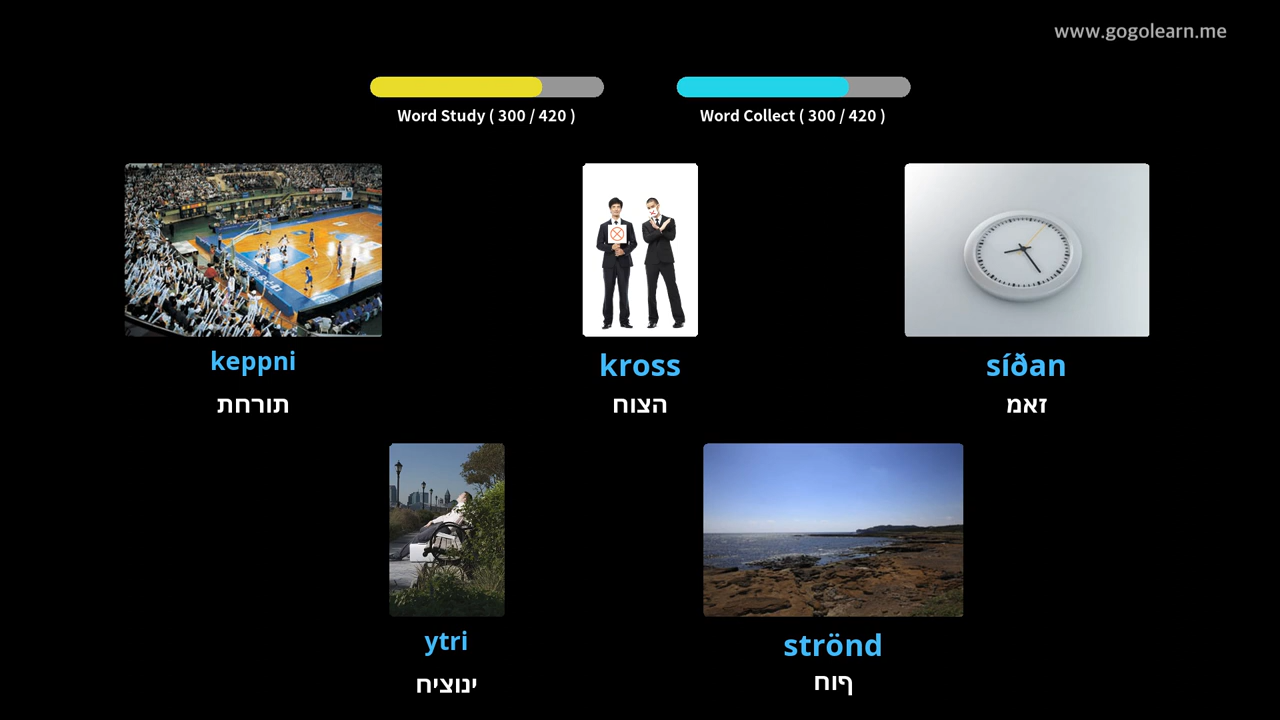 www.gogolearn.me
Word Study ( 300 / 420 )
Word Collect ( 300 / 420 )
keppni
תורחת
kross
הצוח
síðan
זאמ
ytri
ינוציח
strönd
ףוח